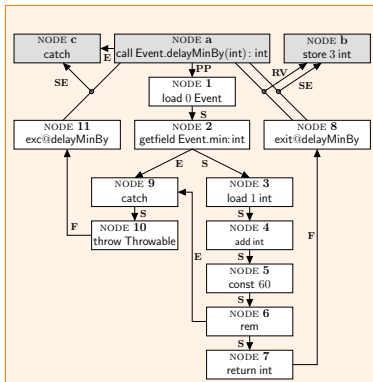 NODE c
catch
NODE a
call Event.delayMinBy(int): int
NODE b
store 3 int
E
PP
RV
SE
SE
NODE 1
load 0 Event
S
NODE 11
exc@delayMinBy
NODE 2
getfield Event.min:int
NODE 8
exit@delayMinBy
E
S
NODE 9
catch
NODE 3
load 1 int
S
S
F
NODE 10
throw Throwable
NODE 4
add int
F
S
E
NODE 5
const 60
S
NODE 6
rem
S
NODE 7
return int